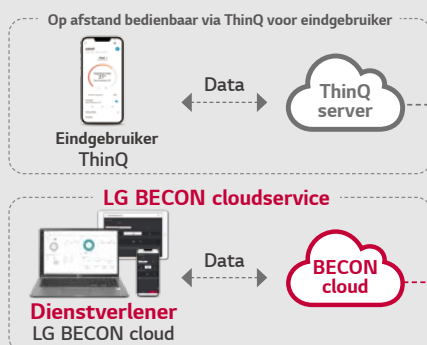 Op afstand bedienbaar via ThinQ voor eindgebruiker
Data
ThinQ
server
Eindgebruiker
ThinQ
LG BECON cloudservice
Data
BECON
cloud
Dienstverlener
LG BECON cloud